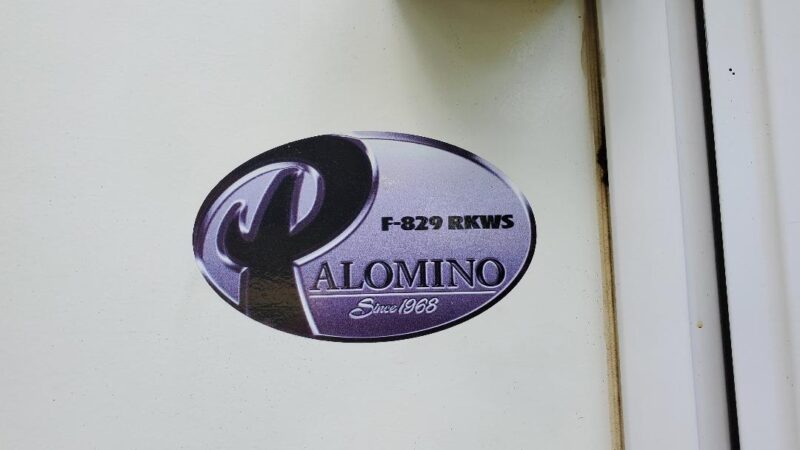 F-829 RKWS
PALOMINO
Since 1968